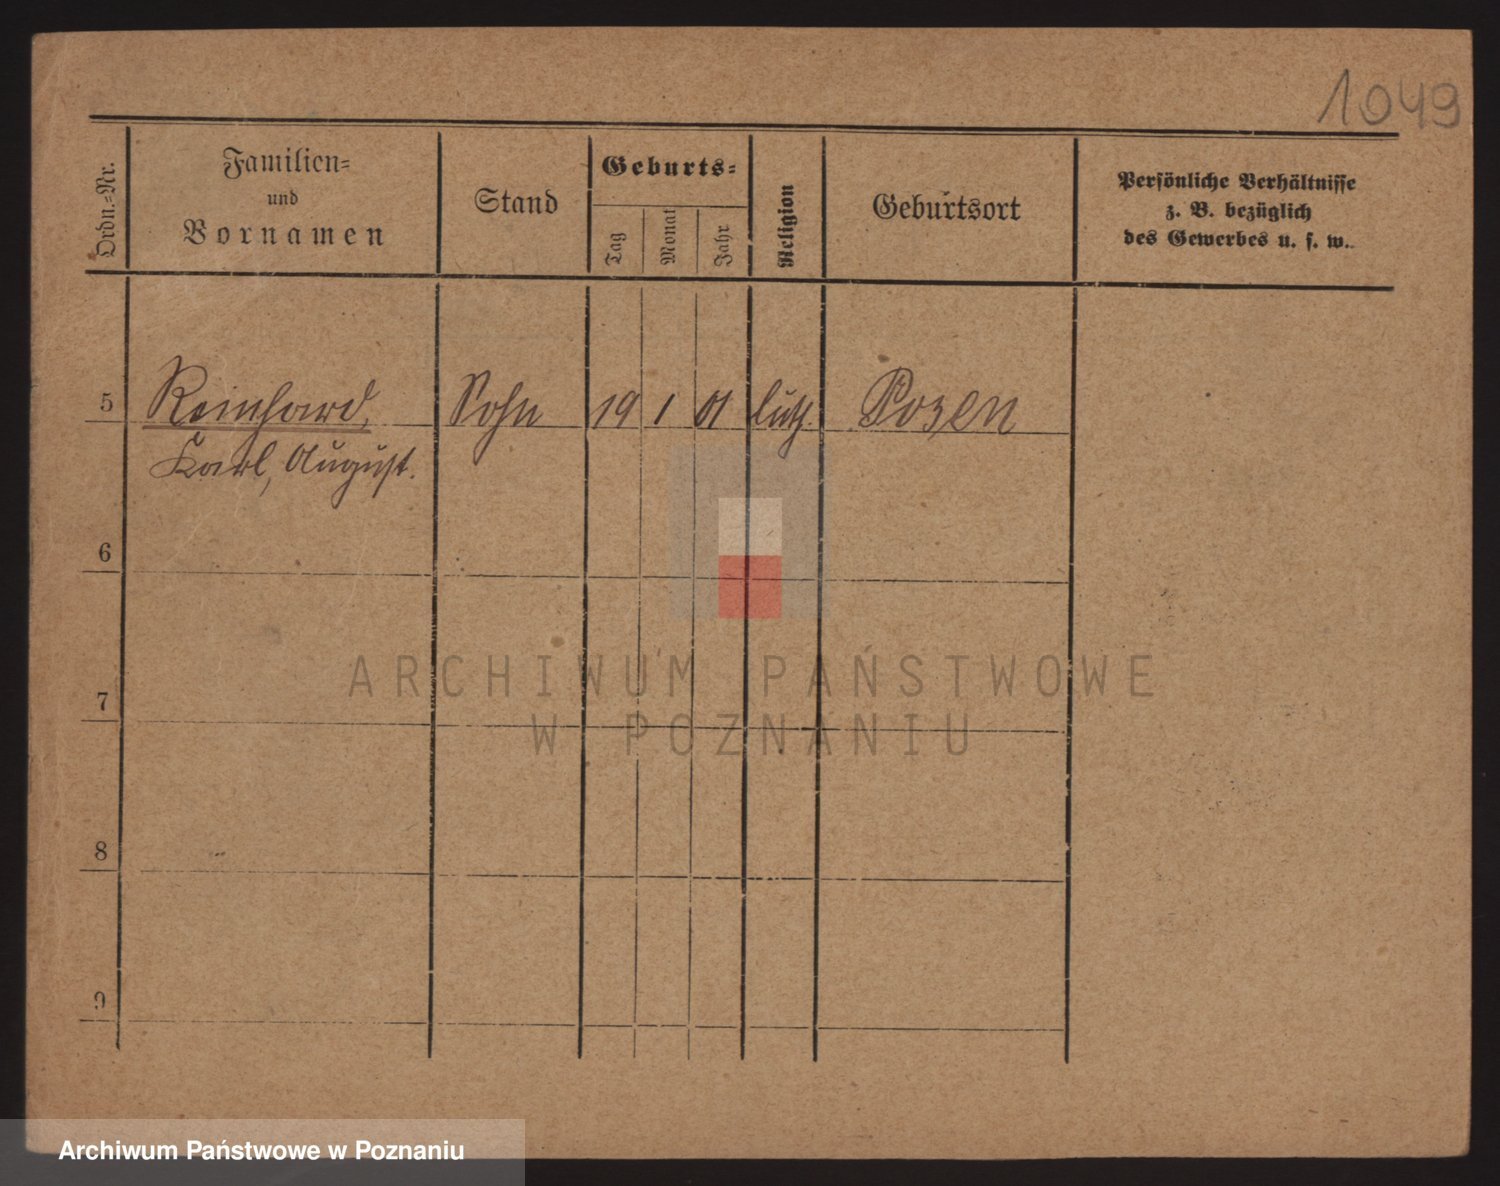 1049
Ordn.-Nr.
Familien-
und
Vornamen
Stand
Geburts-
Tag
Monat
Jahr
Religion
Geburtsort
Persönliche Verhältnisse
z. B. bezüglich
des Gewerbes u. s. w.
5 Reinhard, Sohn 19 1 01 luth. Posen
Karl, August.
6
7
8
9
ARCHIWUM PAŃSTWOWE
W POZNANIU
Archiwum Państwowe w Poznaniu